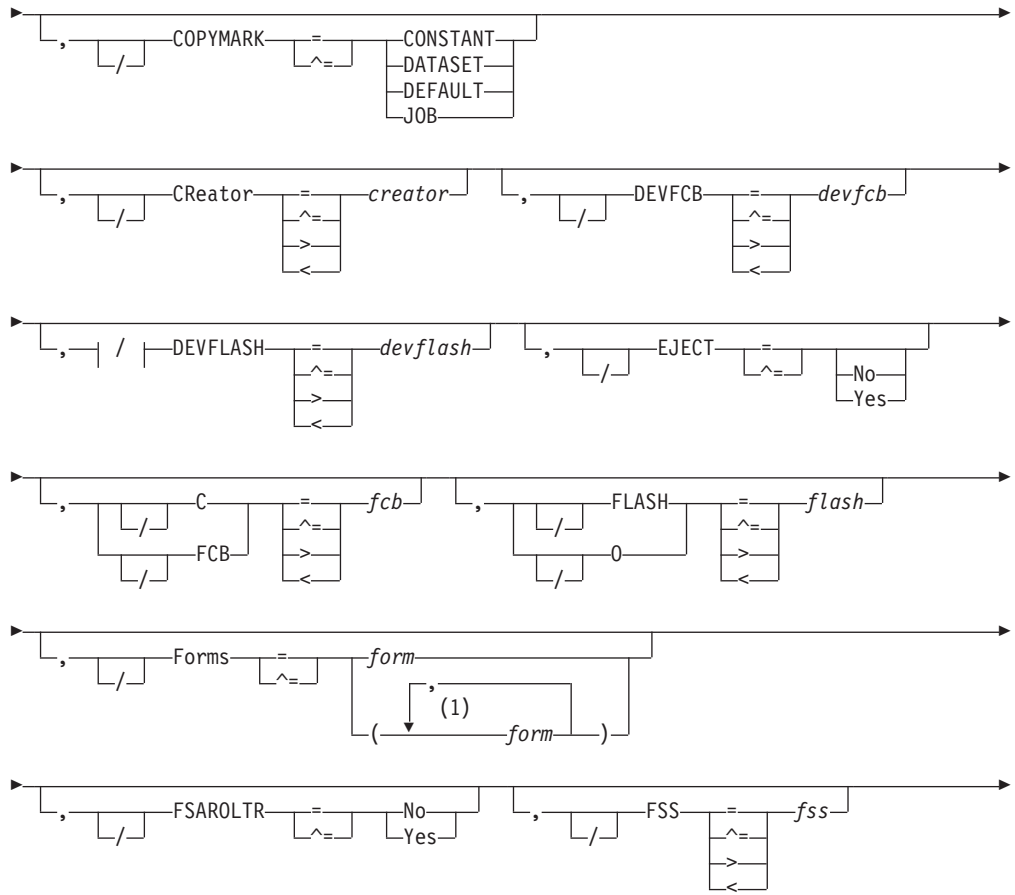 , / COPYMARK = CONSTANT
^= DATASET
DEFAULT
JOB
, / CReator = creator , / DEVFCB = devfcb
^= ^=
> >
< <
, / DEVFLASH = devflash , / EJECT =
^= ^= No
> Yes
<
, / C = fcb , / FLASH = flash
^= ^=
/ FCB > / O >
< <
, / Forms = form
^= ,
(1)
( form )
, / FSAROLTR = No , / FSS = fss
^= Yes ^=
>
<